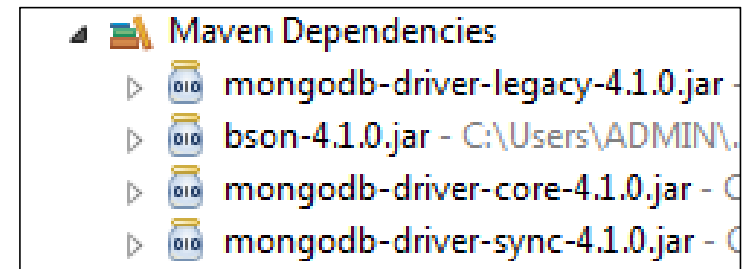 Maven Dependencies
mongodb-driver-legacy-4.1.0.jar -
bson-4.1.0.jar - C:\Users\ADMIN\.
mongodb-driver-core-4.1.0.jar - C
mongodb-driver-sync-4.1.0.jar - C